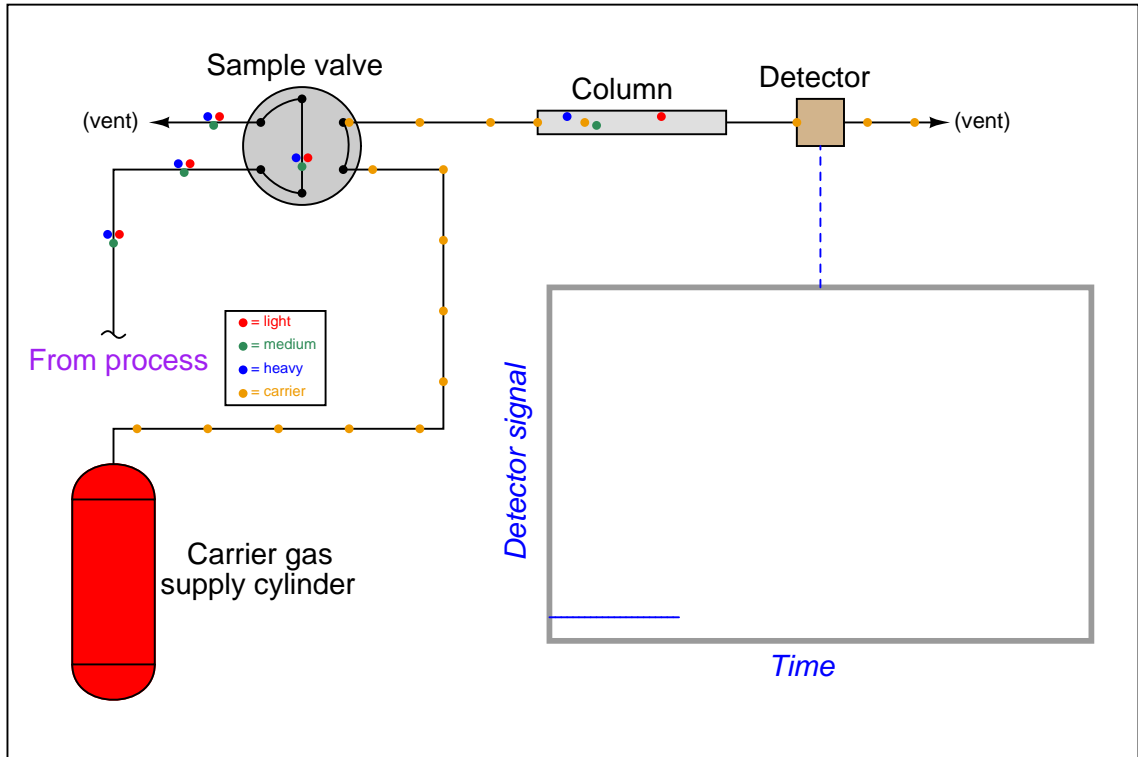 Sample valve
Column
Detector
(vent)
(vent)
= light
= medium
= heavy
= carrier
From process
Detector signal
Carrier gas
supply cylinder
Time